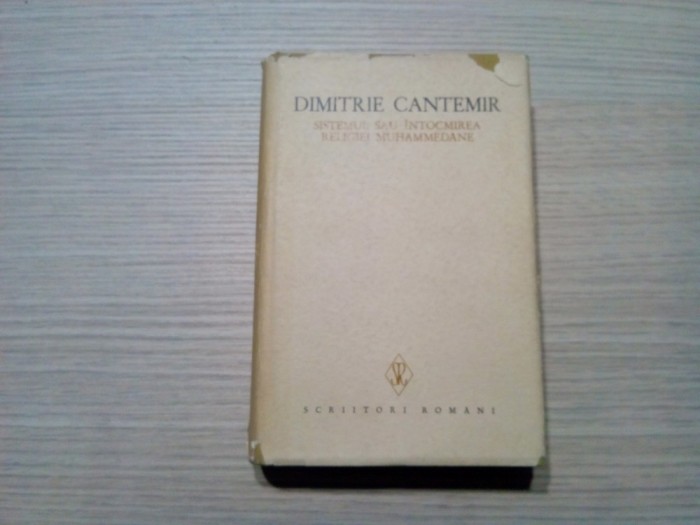 DIMITRIE CANTEMIR
SISTEMUL SAU ÎNTOCMIREA
RELIGIEI MUHAMMEDANE
SCRIITORI ROMÂNI